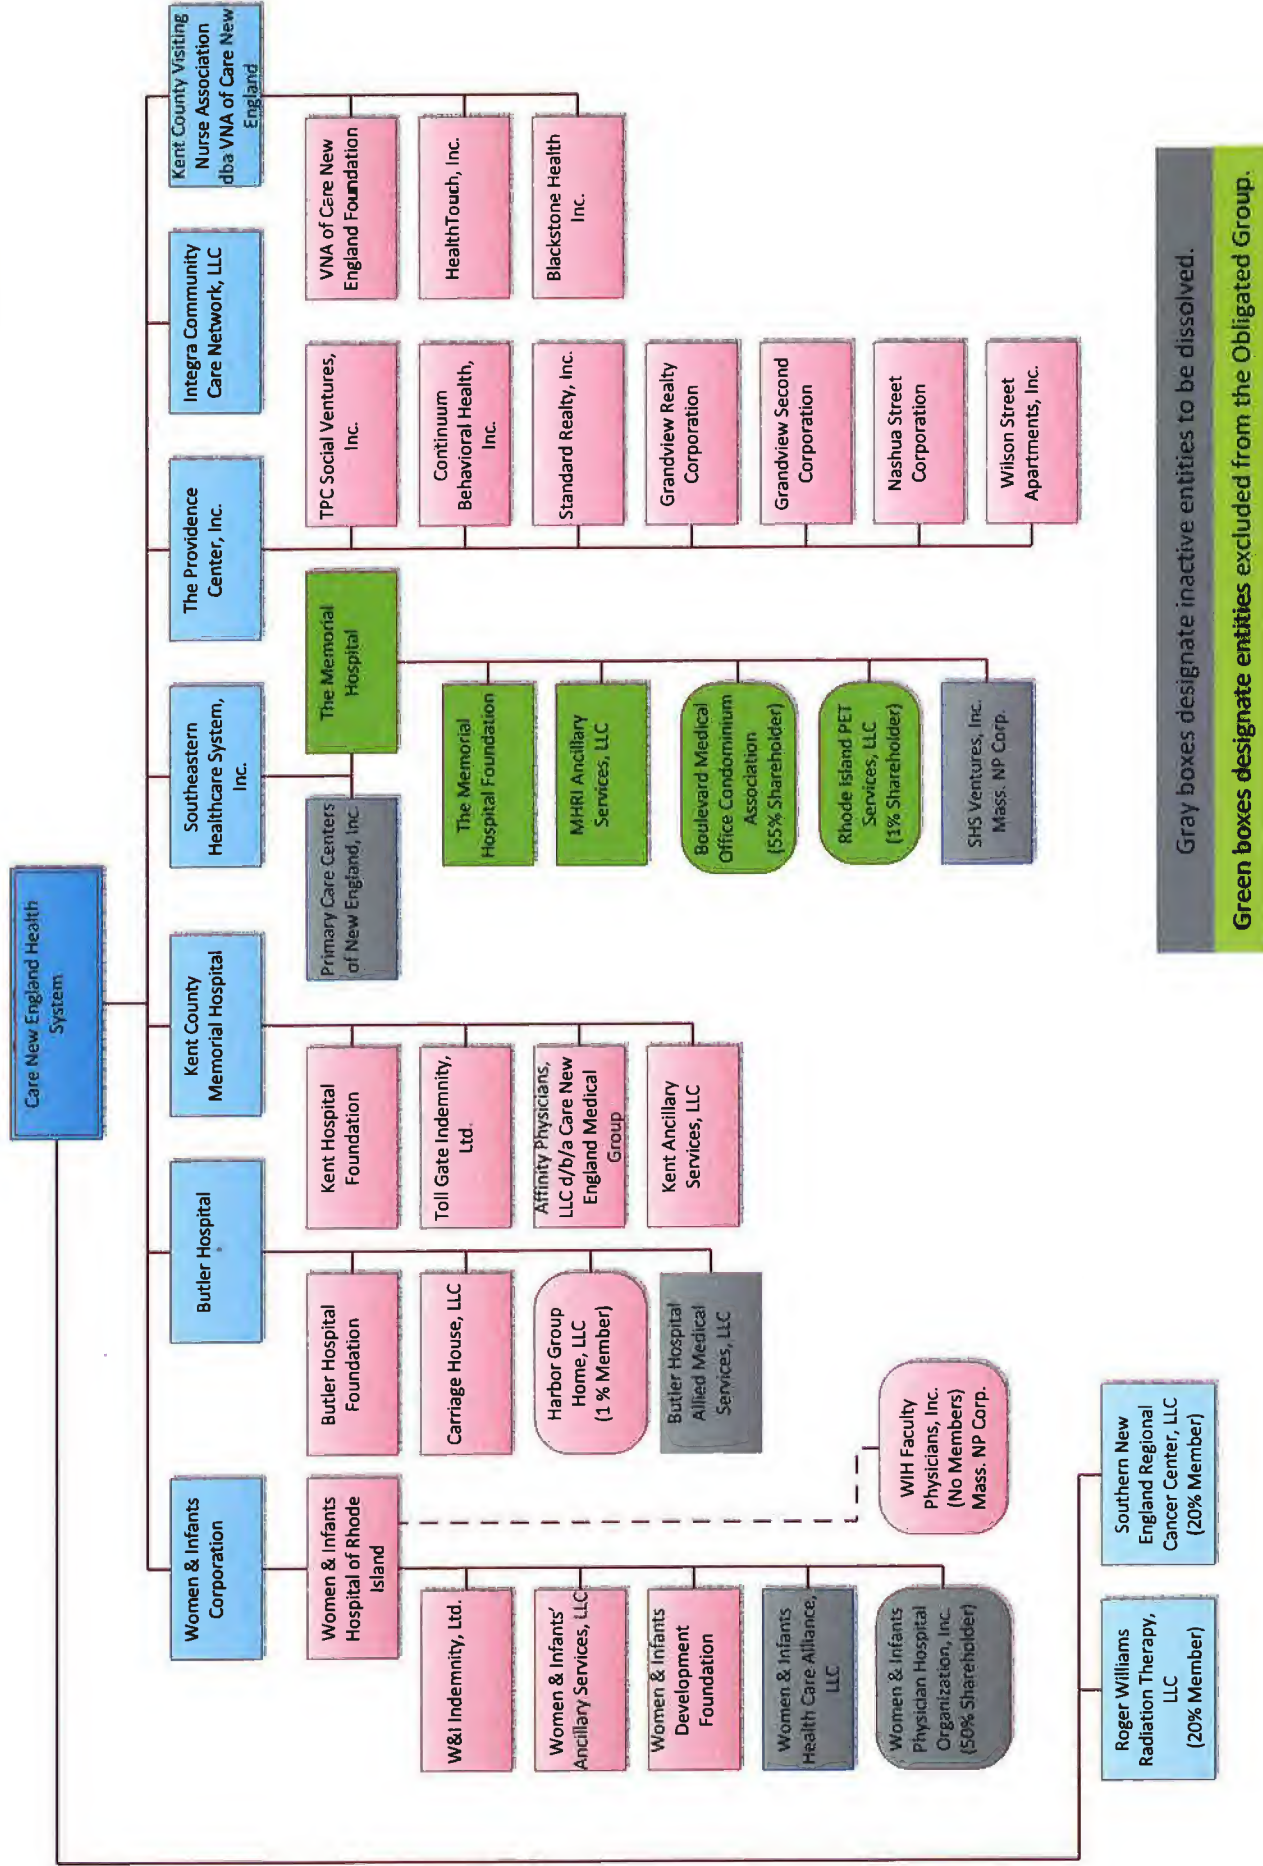 Care New England Health
System
Women & Infants
Corporation
Butler Hospital
Kent County
Memorial Hospital
Southeastern
Healthcare System,
Inc.
The Providence
Center, Inc.
Integra Community
Care Network, LLC
Kent County Visiting
Nurse Association
dba VNA of Care New
England
Women & Infants
Hospital of Rhode
Island
W&I Indemnity, Ltd.
Women & Infants'
Ancillary Services, LLC
Women & Infants
Development
Foundation
Women & Infants
Health Care Alliance,
LLC
Women & Infants
Physician Hospital
Organization, Inc.
(50% Shareholder)
WIH Faculty
Physicians, Inc.
(No Members)
Mass. NP Corp.
Butler Hospital
Foundation
Carriage House, LLC
Harbor Group
Home, LLC
(1 % Member)
Butler Hospital
Allied Medical
Services, LLC
Kent Hospital
Foundation
Toll Gate Indemnity,
Ltd.
Affinity Physicians,
LLC d/b/a Care New
England Medical
Group
Kent Ancillary
Services, LLC
Primary Care Centers
of New England, Inc.
The Memorial
Hospital
The Memorial
Hospital Foundation
MHRI Ancillary
Services, LLC
Boulevard Medical
Office Condominium
Association
(55% Shareholder)
Rhode Island PET
Services, LLC
(1% Shareholder)
SHS Ventures, Inc.
Mass. NP Corp.
TPC Social Ventures,
Inc.
Continuum
Behavioral Health,
Inc.
Standard Realty, Inc.
Grandview Realty
Corporation
Grandview Second
Corporation
Nashua Street
Corporation
Wilson Street
Apartments, Inc.
VNA of Care New
England Foundation
HealthTouch, Inc.
Blackstone Health
Inc.
Roger Williams
Radiation Therapy,
LLC
(20% Member)
Southern New
England Regional
Cancer Center, LLC
(20% Member)
Gray boxes designate inactive entities to be dissolved.
Green boxes designate entities excluded from the Obligated Group.